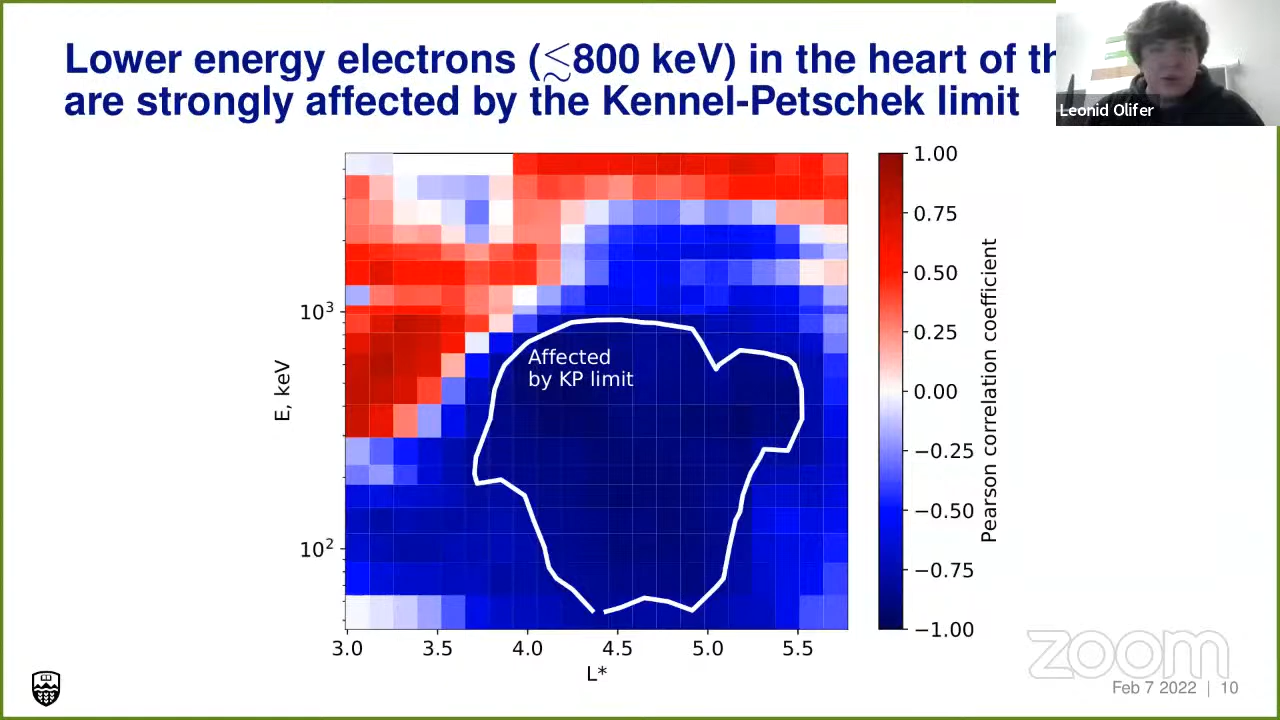 Lower energy electrons (≲800 keV) in the heart of th
are strongly affected by the Kennel-Petschek limit
Leonid Olifer
Affected
by KP limit
10³
10²
E, keV
3.0 3.5 4.0 4.5 5.0 5.5
L*
1.00
0.75
0.50
0.25
0.00
−0.25
−0.50
−0.75
−1.00
Pearson correlation coefficient
zoom
Feb 7 2022 | 10